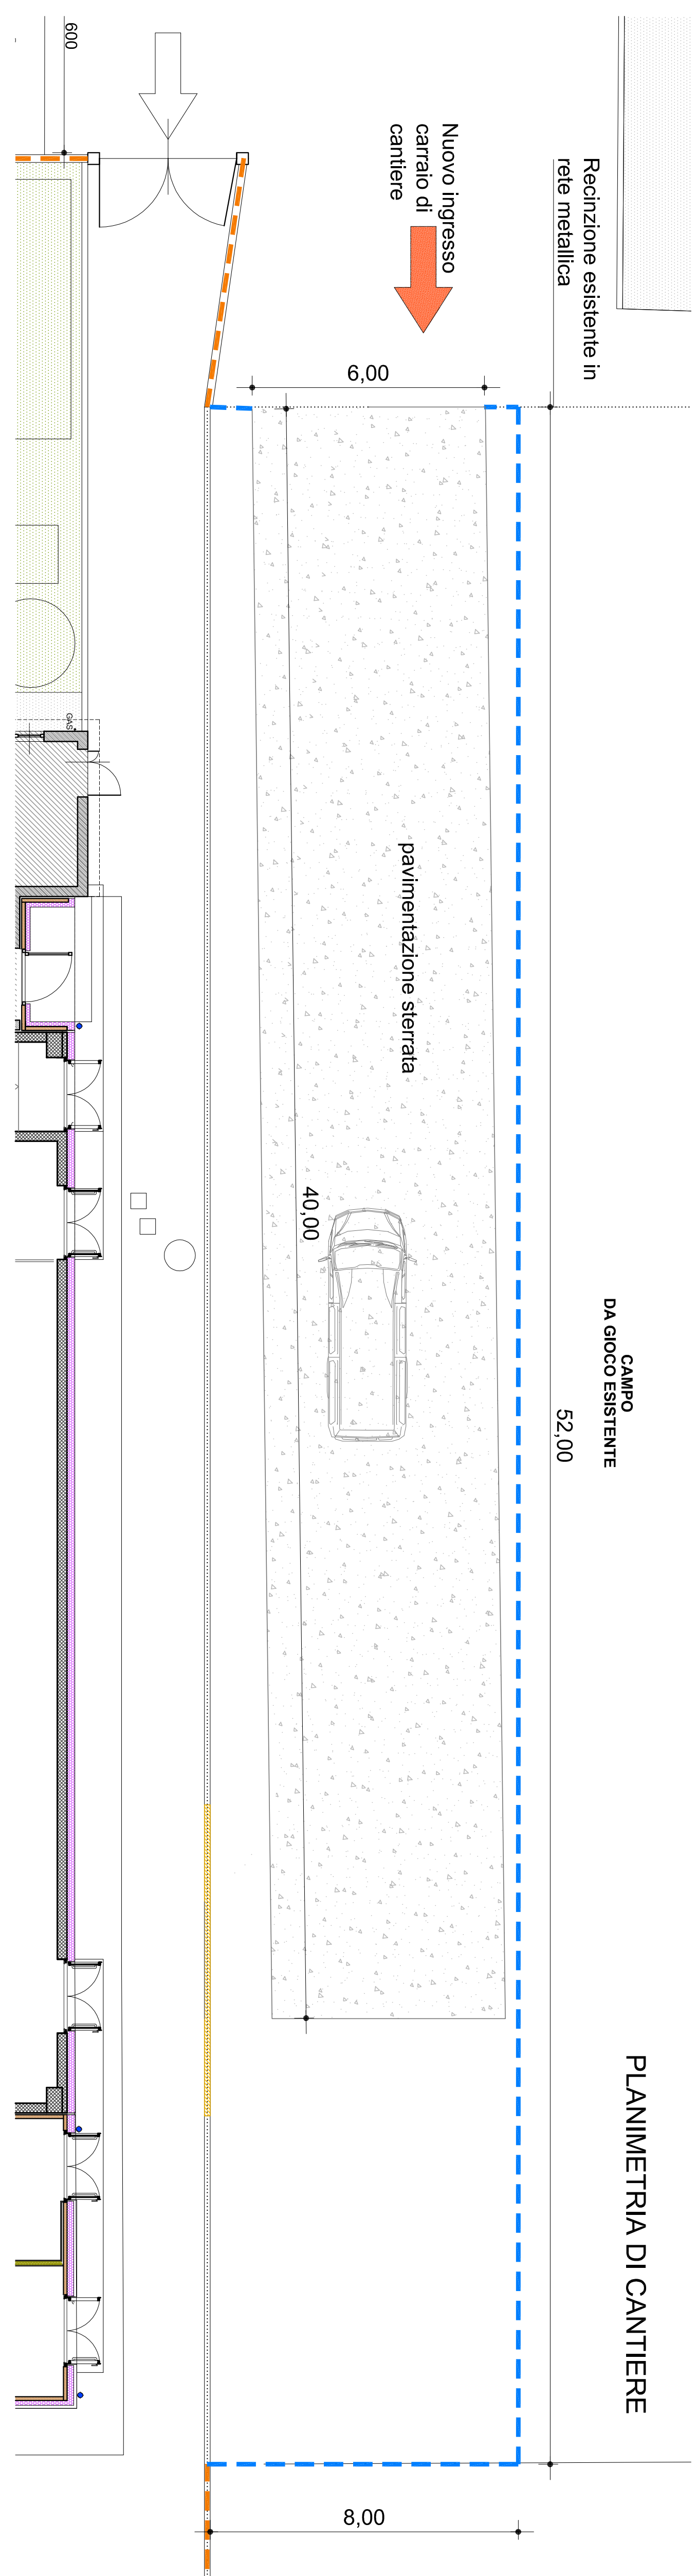 600
Nuovo ingresso
carraio di
cantiere
Recinzione esistente in
rete metallica
6,00
GAS
pavimentazione sterrata
40,00
CAMPO
DA GIOCO ESISTENTE
52,00
PLANIMETRIA DI CANTIERE
8,00